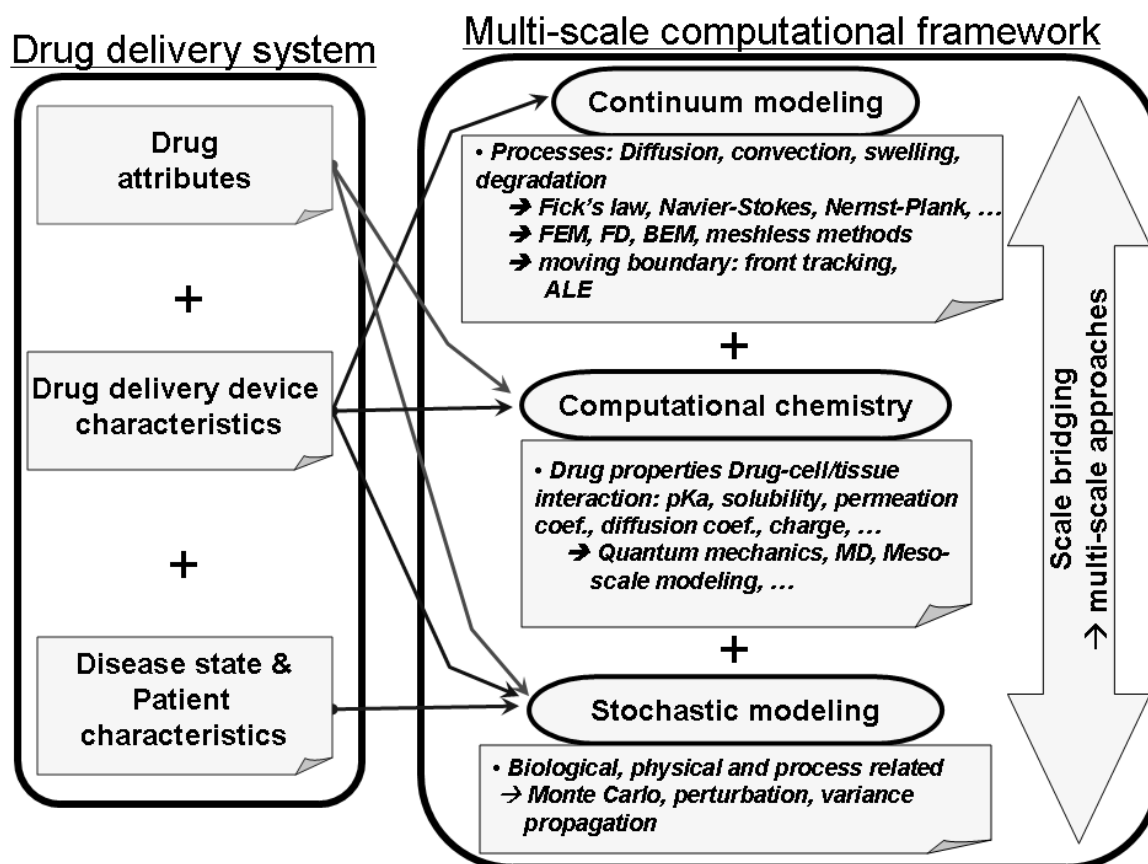 Drug delivery system
Drug
attributes
+
Drug delivery device
characteristics
+
Disease state &
Patient
characteristics
Multi-scale computational framework
Continuum modeling
• Processes: Diffusion, convection, swelling,
degradation
➔ Fick's law, Navier-Stokes, Nernst-Plank, …
➔ FEM, FD, BEM, meshless methods
➔ moving boundary: front tracking,
ALE
+
Computational chemistry
• Drug properties Drug-cell/tissue
interaction: pKa, solubility, permeation
coef., diffusion coef., charge, …
➔ Quantum mechanics, MD, Meso-
scale modeling, …
+
Stochastic modeling
• Biological, physical and process related
→ Monte Carlo, perturbation, variance
propagation
Scale bridging
→ multi-scale approaches